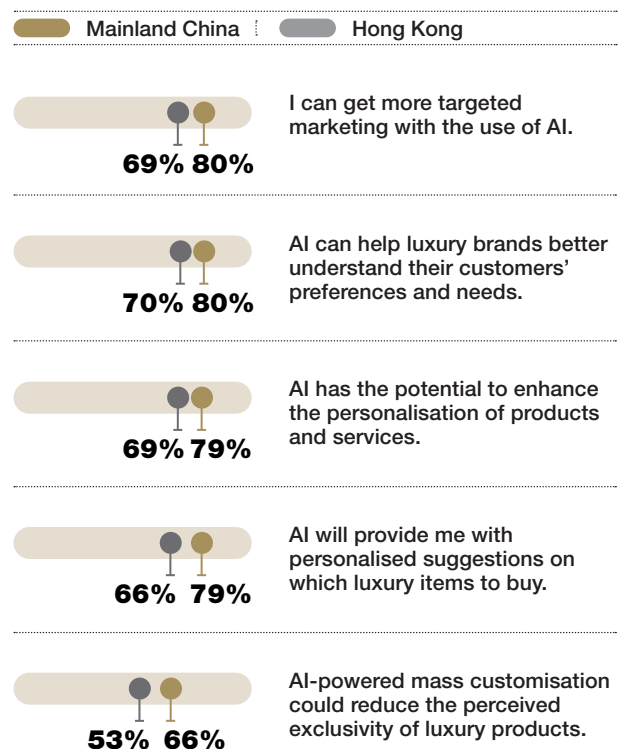 Mainland China Hong Kong
I can get more targeted
marketing with the use of AI.
69% 80%
AI can help luxury brands better
understand their customers’
preferences and needs.
70% 80%
AI has the potential to enhance
the personalisation of products
and services.
69% 79%
AI will provide me with
personalised suggestions on
which luxury items to buy.
66% 79%
AI-powered mass customisation
could reduce the perceived
exclusivity of luxury products.
53% 66%